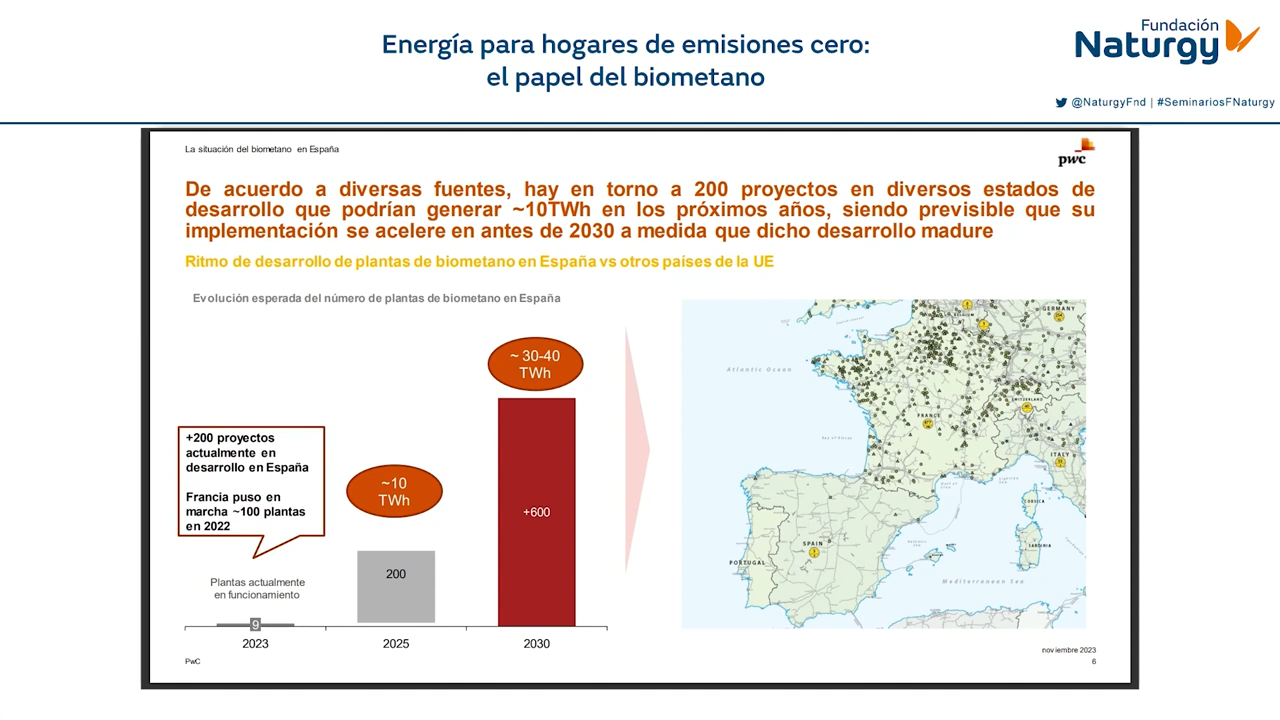 Energía para hogares de emisiones cero:
el papel del biometano
Fundación
Naturgy
@NaturgyFnd | #SeminariosFNaturgy
La situación del biometano en España
pwc
De acuerdo a diversas fuentes, hay en torno a 200 proyectos en diversos estados de
desarrollo que podrían generar ~10TWh en los próximos años, siendo previsible que su
implementación se acelere en antes de 2030 a medida que dicho desarrollo madure
Ritmo de desarrollo de plantas de biometano en España vs otros países de la UE
Evolución esperada del número de plantas de biometano en España
~ 30-40
TWh
+200 proyectos
actualmente en
desarrollo en España
Francia puso en
marcha ~100 plantas
en 2022
~10
TWh
+600
200
Plantas actualmente
en funcionamiento
9
2023
2025
2030
GERMANY
Atlantic Ocean
SWITZERLAND
FRANCE
ITALY
CORSICA
SPAIN
SARDINIA
PORTUGAL
Mediterranean Sea
noviembre 2023
PwC
6